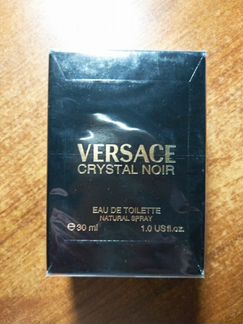 VERSACE
CRYSTAL NOIR
EAU DE TOILETTE
NATURAL SPRAY
e 30 ml 1.0 US fl.oz.